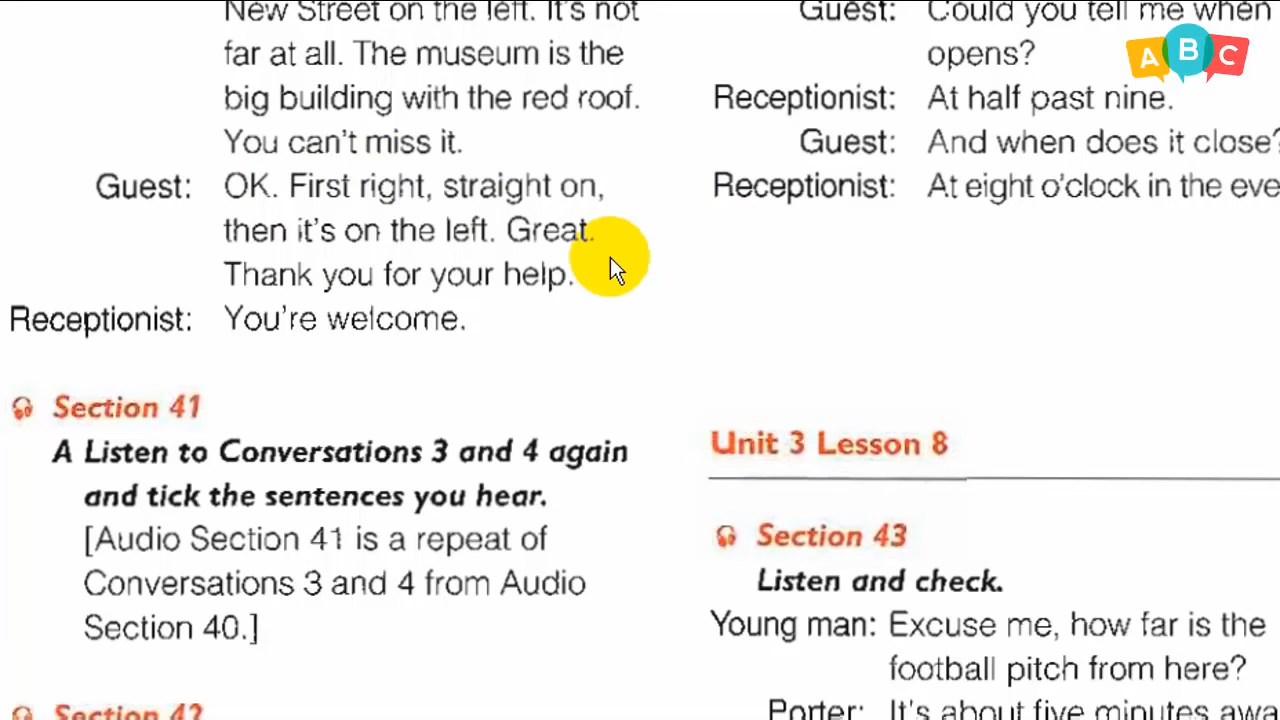 New Street on the left. It's not
far at all. The museum is the
big building with the red roof.
You can't miss it.
Guest: OK. First right, straight on,
then it's on the left. Great.
Thank you for your help.
Receptionist: You're welcome.
Section 41
A Listen to Conversations 3 and 4 again
and tick the sentences you hear.
[Audio Section 41 is a repeat of
Conversations 3 and 4 from Audio
Section 40.]
Section 42
Guest: Could you tell me when
opens?
Receptionist: At half past nine.
Guest: And when does it close?
Receptionist: At eight o'clock in the eve
Unit 3 Lesson 8
Section 43
Listen and check.
Young man: Excuse me, how far is the
football pitch from here?
Porter: It's about five minutes awa
A B C